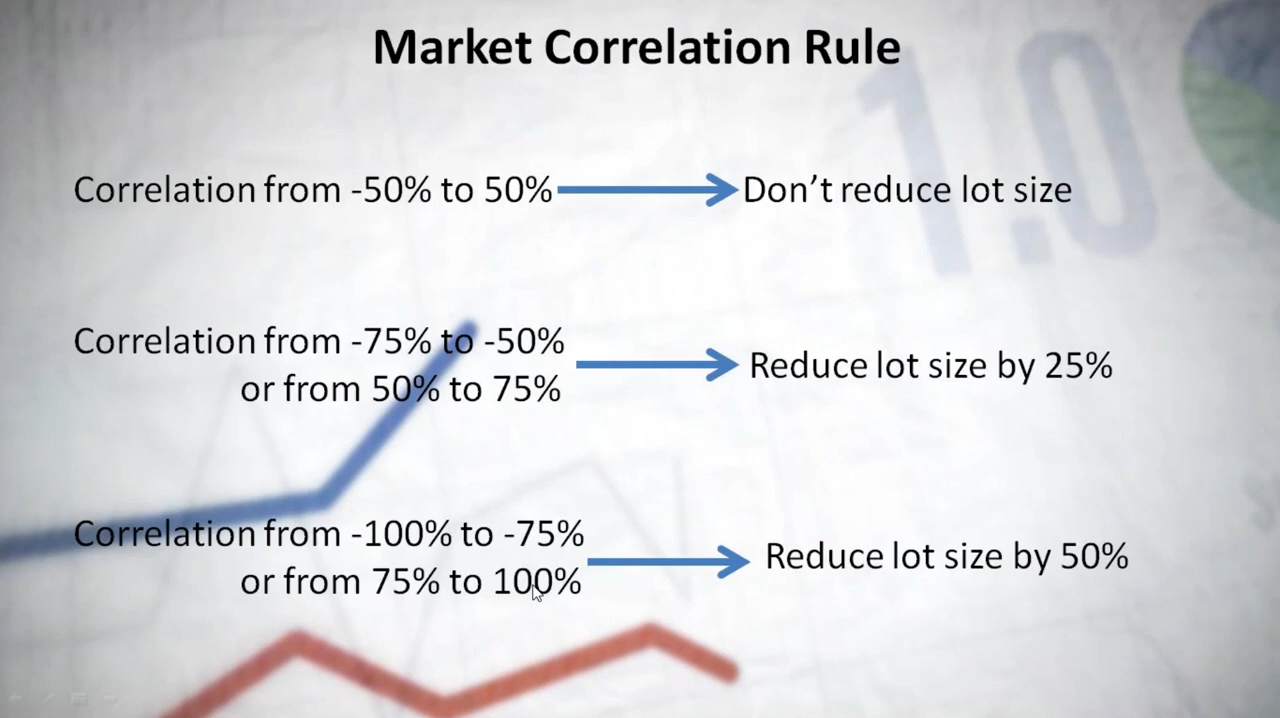 Market Correlation Rule
1.0
Correlation from -50% to 50%
Don’t reduce lot size
Correlation from -75% to -50%
or from 50% to 75%
Reduce lot size by 25%
Correlation from -100% to -75%
or from 75% to 100%
Reduce lot size by 50%